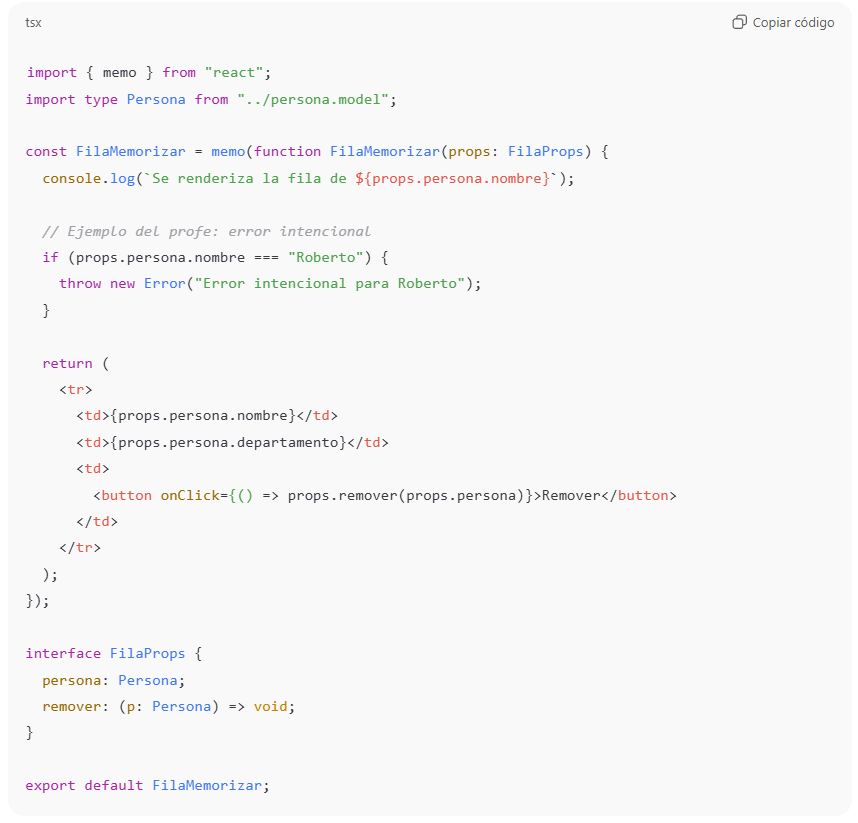 tsx
Copiar código
import { memo } from "react";
import type Persona from "../persona.model";
const FilaMemorizar = memo(function FilaMemorizar(props: FilaProps) {
  console.log(`Se renderiza la fila de ${props.persona.nombre}`);
  // Ejemplo del profe: error intencional
  if (props.persona.nombre === "Roberto") {
    throw new Error("Error intencional para Roberto");
  }
  return (
    <tr>
      <td>{props.persona.nombre}</td>
      <td>{props.persona.departamento}</td>
      <td>
        <button onClick={() => props.remover(props.persona)}>Remover</button>
      </td>
    </tr>
  );
});
interface FilaProps {
  persona: Persona;
  remover: (p: Persona) => void;
}
export default FilaMemorizar;